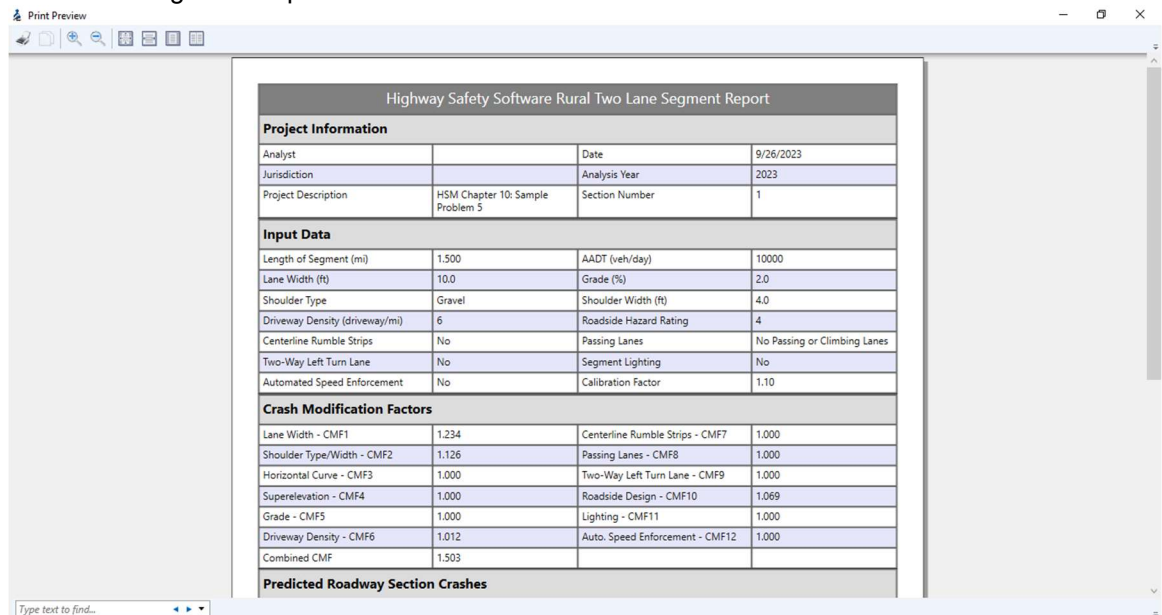 Print Preview
Highway Safety Software Rural Two Lane Segment Report
Project Information
Analyst Date 9/26/2023
Jurisdiction Analysis Year 2023
Project Description HSM Chapter 10: Sample Problem 5 Section Number 1
Input Data
Length of Segment (mi) 1.500 AADT (veh/day) 10000
Lane Width (ft) 10.0 Grade (%) 2.0
Shoulder Type Gravel Shoulder Width (ft) 4.0
Driveway Density (driveway/mi) 6 Roadside Hazard Rating 4
Centerline Rumble Strips No Passing Lanes No Passing or Climbing Lanes
Two-Way Left Turn Lane No Segment Lighting No
Automated Speed Enforcement No Calibration Factor 1.10
Crash Modification Factors
Lane Width - CMF1 1.234 Centerline Rumble Strips - CMF7 1.000
Shoulder Type/Width - CMF2 1.126 Passing Lanes - CMF8 1.000
Horizontal Curve - CMF3 1.000 Two-Way Left Turn Lane - CMF9 1.000
Superelevation - CMF4 1.000 Roadside Design - CMF10 1.069
Grade - CMF5 1.000 Lighting - CMF11 1.000
Driveway Density - CMF6 1.012 Auto. Speed Enforcement - CMF12 1.000
Combined CMF 1.503
Predicted Roadway Section Crashes
Type text to find...